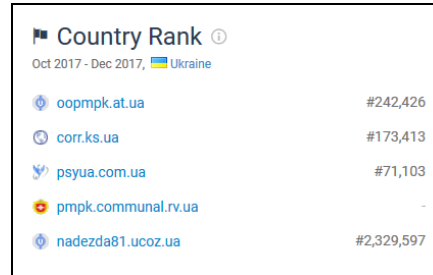 Country Rank
Oct 2017 - Dec 2017, Ukraine
oopmpk.at.ua #242,426
corr.ks.ua #173,413
psyua.com.ua #71,103
pmpk.communal.rv.ua -
nadezda81.ucoz.ua #2,329,597